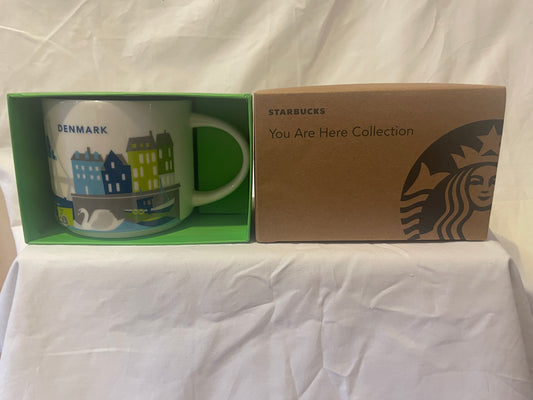 DENMARK
STARBUCKS
You Are Here Collection